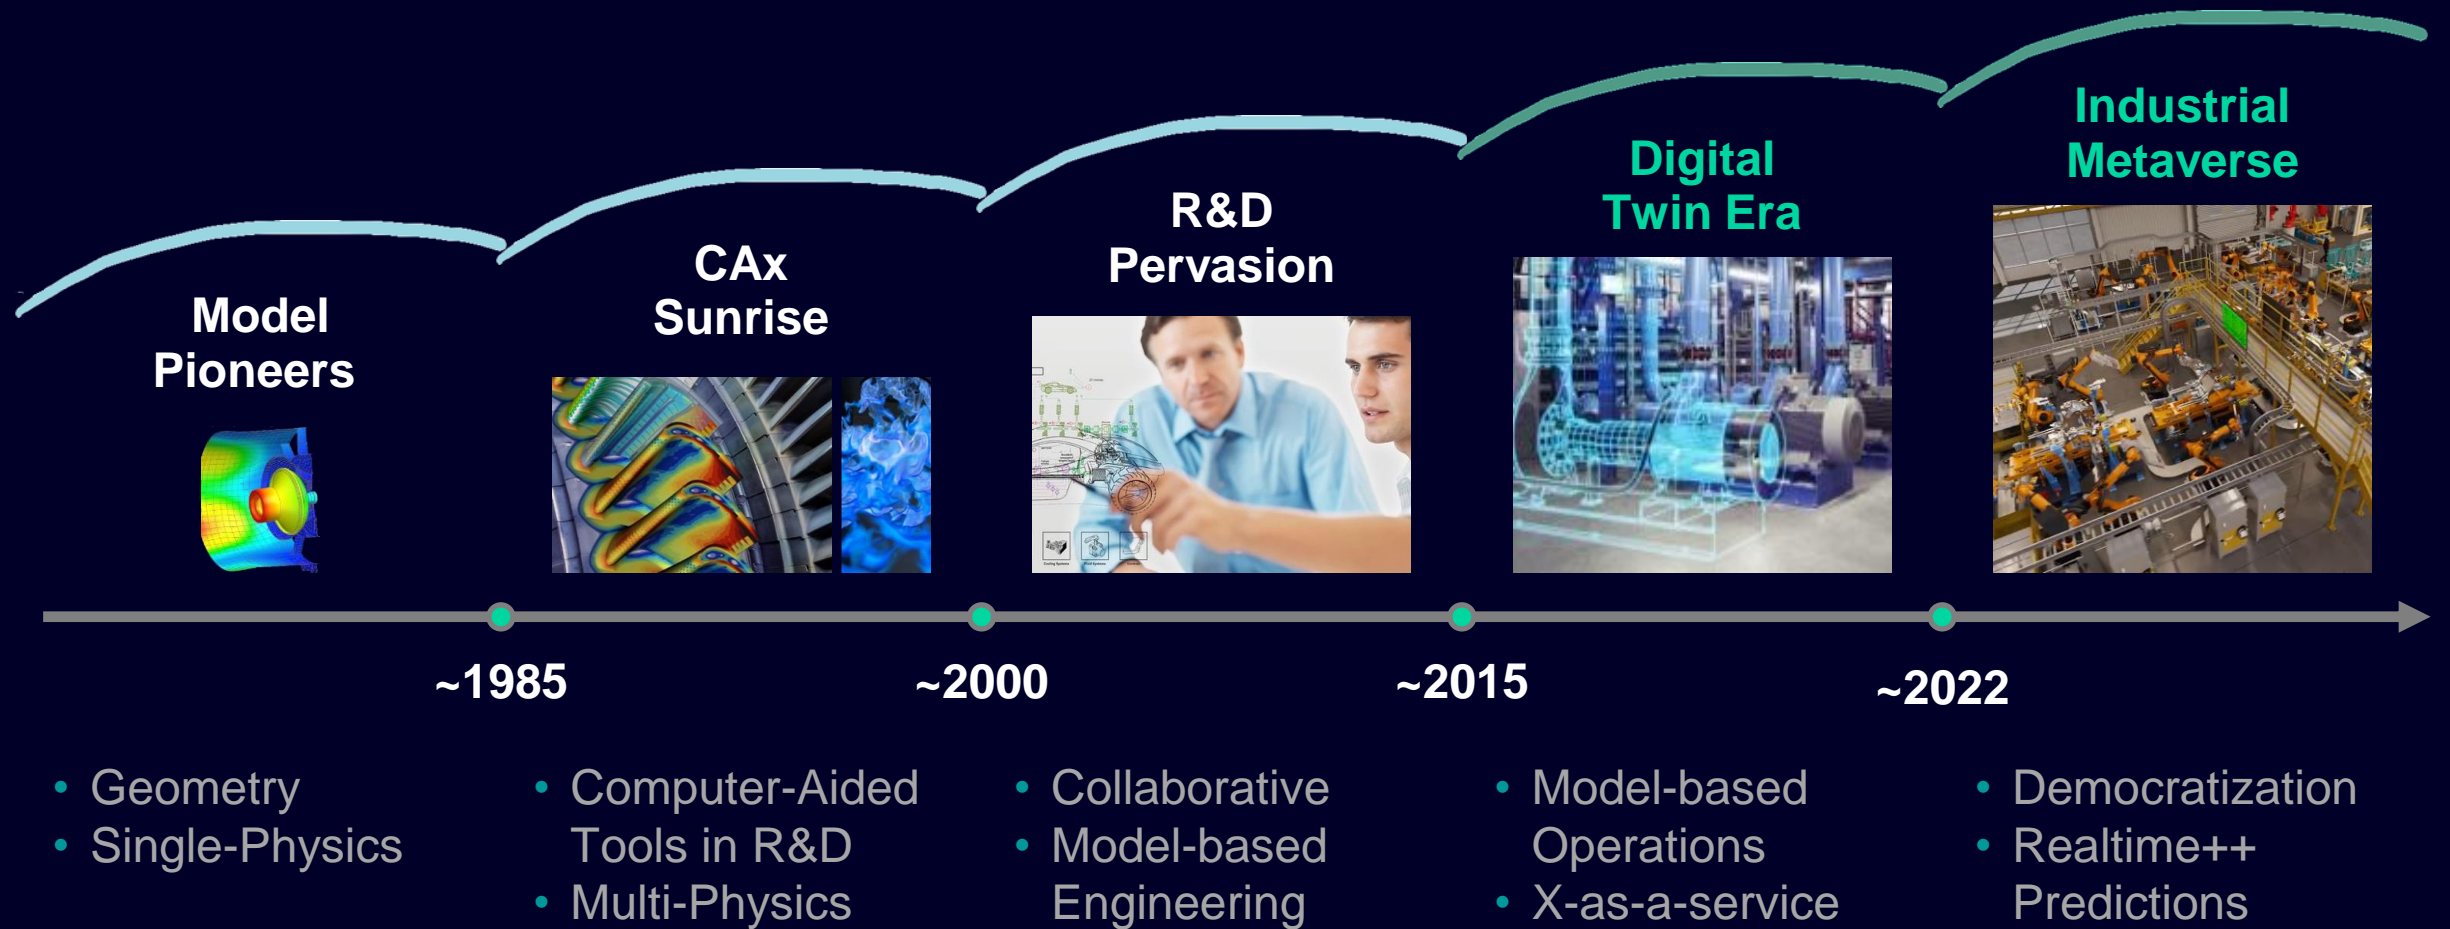 Model
Pioneers
CAx
Sunrise
R&D
Pervasion
Digital
Twin Era
Industrial
Metaverse
~1985
~2000
~2015
~2022
• Geometry
• Single-Physics
• Computer-Aided
Tools in R&D
• Multi-Physics
• Collaborative
• Model-based
Engineering
• Model-based
Operations
• X-as-a-service
• Democratization
• Realtime++
Predictions